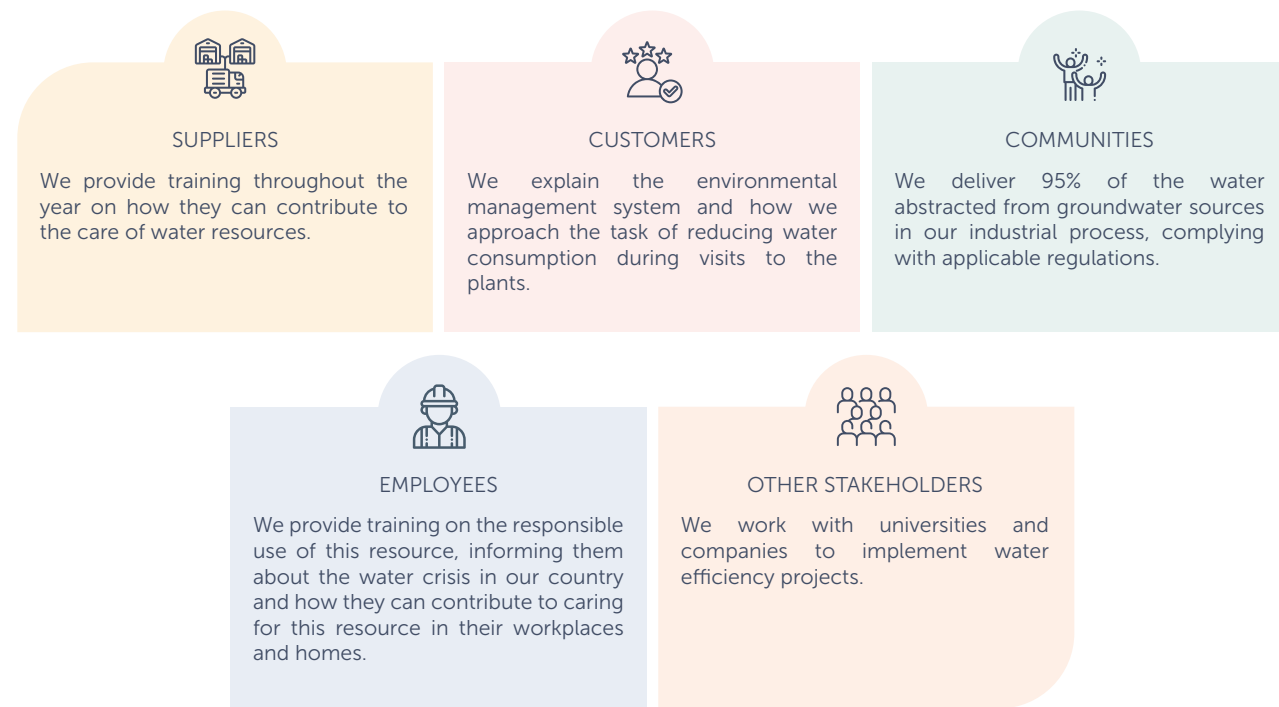 SUPPLIERS
We provide training throughout the
year on how they can contribute to
the care of water resources.
CUSTOMERS
We explain the environmental
management system and how we
approach the task of reducing water
consumption during visits to the
plants.
COMMUNITIES
We deliver 95% of the water
abstracted from groundwater sources
in our industrial process, complying
with applicable regulations.
EMPLOYEES
We provide training on the responsible
use of this resource, informing them
about the water crisis in our country
and how they can contribute to caring
for this resource in their workplaces
and homes.
OTHER STAKEHOLDERS
We work with universities and
companies to implement water
efficiency projects.